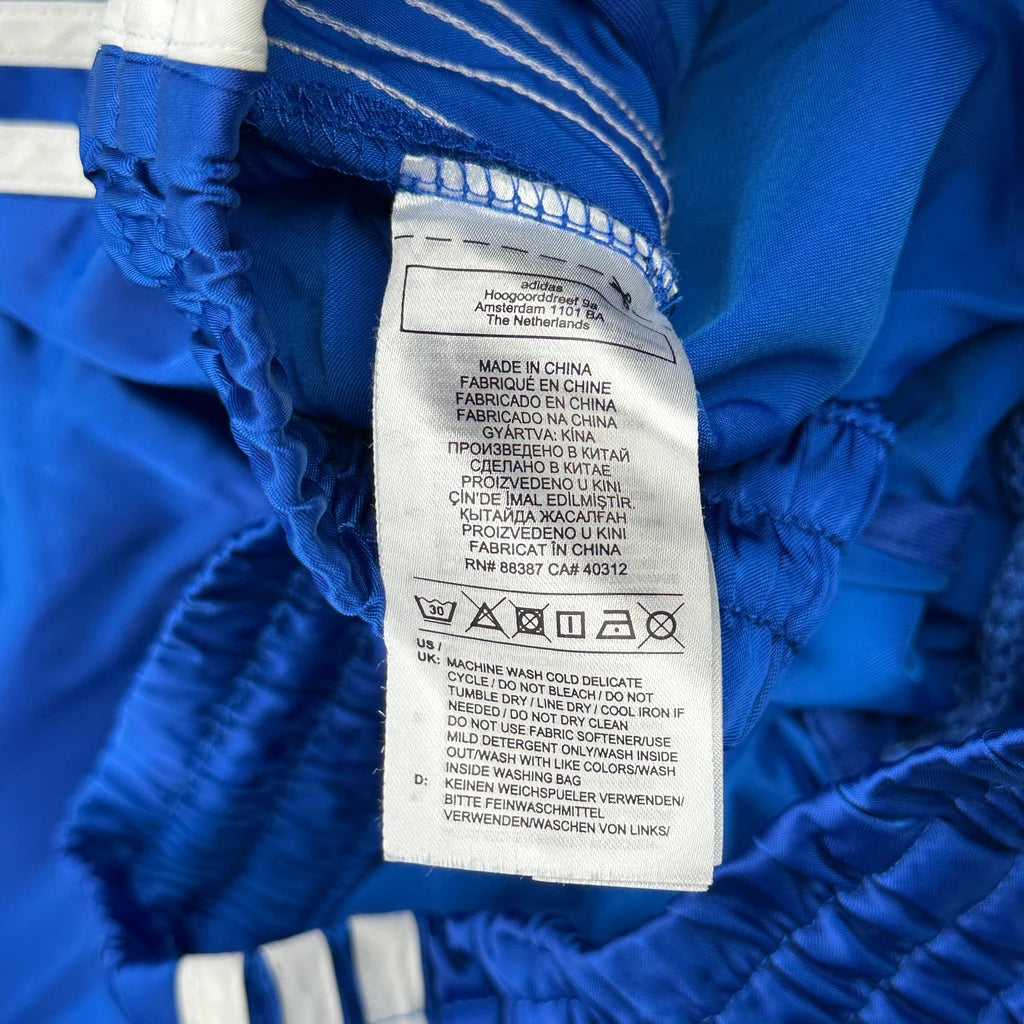 adidas
Hoogoorddreef 9a
Amsterdam 1101 BA
The Netherlands
MADE IN CHINA
FABRIQUÉ EN CHINE
FABRICADO EN CHINA
FABRICADO NA CHINA
GYÁRTVA: KÍNA
ПРОИЗВЕДЕНО В КИТАЙ
СДЕЛАНО В КИТАЕ
PROIZVEDENO U KINI
ÇİN'DE İMAL EDİLMİŞTİR.
ҚЫТАЙДА ЖАСАЛҒАН
PROIZVEDENO U KINI
FABRICAT ÎN CHINA
RN# 88387 CA# 40312
30
US /
UK: MACHINE WASH COLD DELICATE
CYCLE / DO NOT BLEACH / DO NOT
TUMBLE DRY / LINE DRY / COOL IRON IF
NEEDED / DO NOT DRY CLEAN
DO NOT USE FABRIC SOFTENER/USE
MILD DETERGENT ONLY/WASH INSIDE
OUT/WASH WITH LIKE COLORS/WASH
INSIDE WASHING BAG
D: KEINEN WEICHSPUELER VERWENDEN/
BITTE FEINWASCHMITTEL
VERWENDEN/WASCHEN VON LINKS/